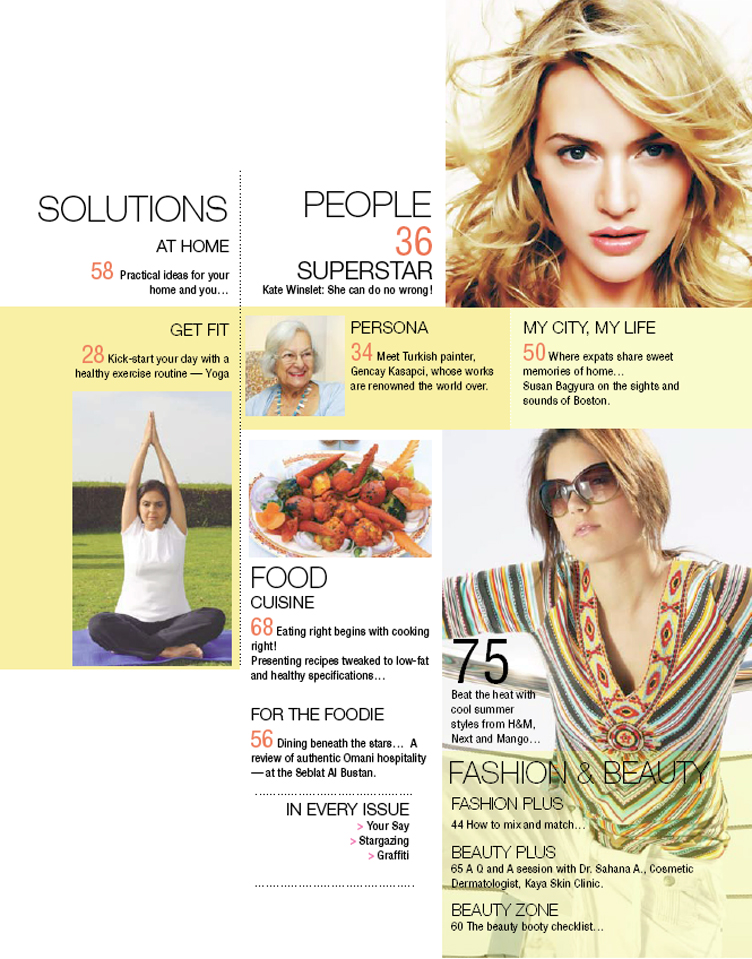 SOLUTIONS
AT HOME
58 Practical ideas for your
home and you...
GET FIT
28 Kick-start your day with a
healthy exercise routine — Yoga
PEOPLE
36
SUPERSTAR
Kate Winslet: She can do no wrong!
PERSONA
34 Meet Turkish painter,
Gencay Kasapci, whose works
are renowned the world over.
MY CITY, MY LIFE
50 Where expats share sweet
memories of home...
Susan Bagyura on the sights and
sounds of Boston.
FOOD
CUISINE
68 Eating right begins with cooking
right!
Presenting recipes tweaked to low-fat
and healthy specifications...
FOR THE FOODIE
56 Dining beneath the stars... A
review of authentic Omani hospitality
— at the Seblat Al Bustan.
IN EVERY ISSUE
> Your Say
> Stargazing
> Graffiti
75
Beat the heat with
cool summer
styles from H&M,
Next and Mango...
FASHION & BEAUTY
FASHION PLUS
44 How to mix and match...
BEAUTY PLUS
65 A Q and A session with Dr. Sahana A., Cosmetic
Dermatologist, Kaya Skin Clinic.
BEAUTY ZONE
60 The beauty booty checklist...